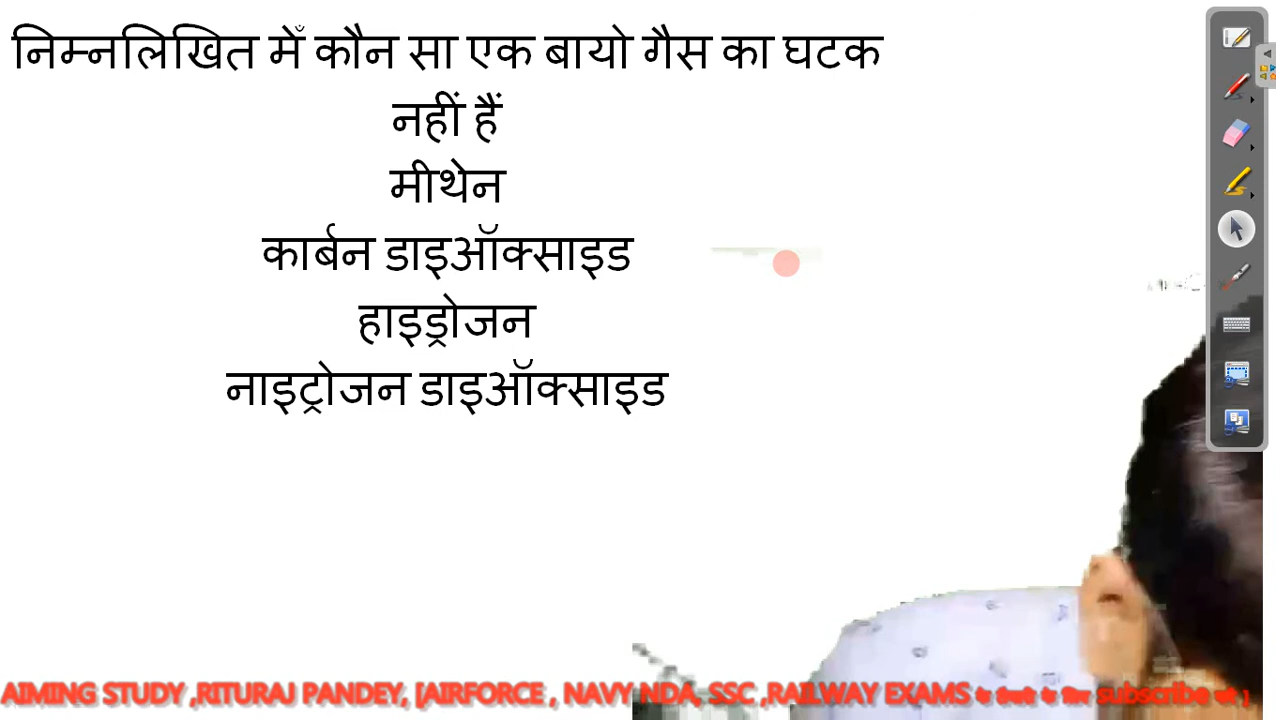 निम्नलिखित मेँ कौन सा एक बायो गैस का घटक
नहीं हैं
मीथेन
कार्बन डाइऑक्साइड
हाइड्रोजन
नाइट्रोजन डाइऑक्साइड
AIMING STUDY ,RITURAJ PANDEY, [AIRFORCE , NAVY NDA, SSC ,RAILWAY EXAMS के subscribe करे ]